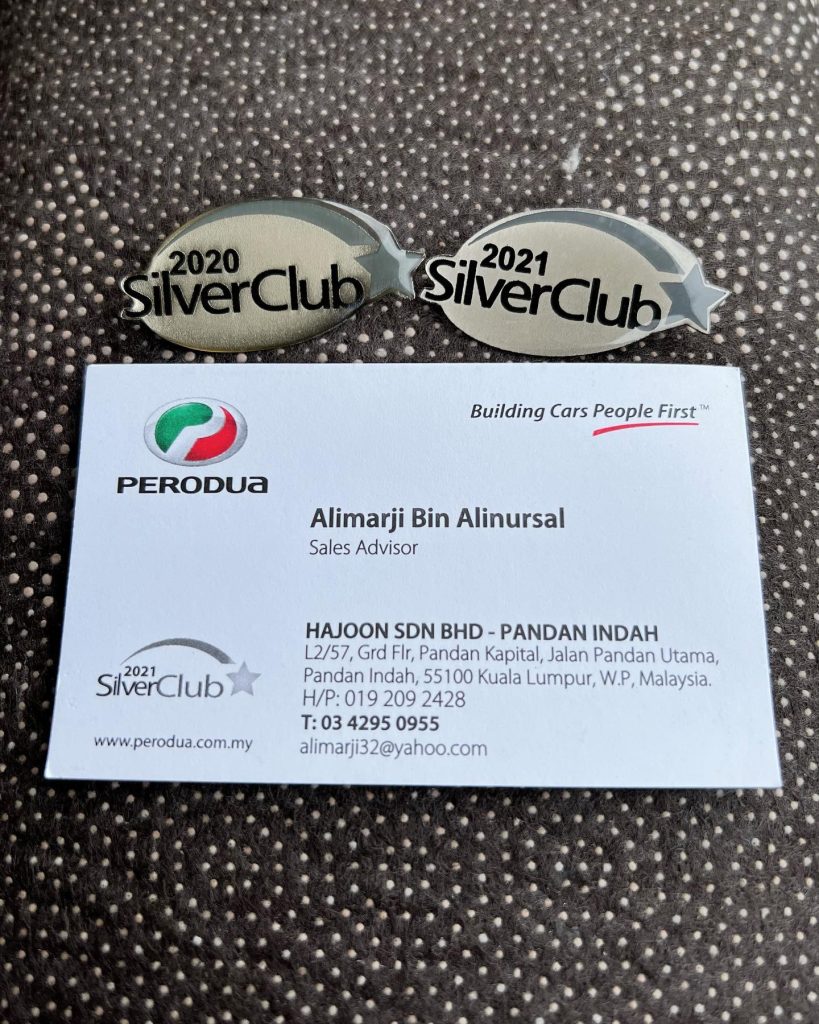 2020
SilverClub
2021
SilverClub
PERODUA
Building Cars People First™
Alimarji Bin Alinursal
Sales Advisor
HAJOON SDN BHD - PANDAN INDAH
L2/57, Grd Flr, Pandan Kapital, Jalan Pandan Utama,
Pandan Indah, 55100 Kuala Lumpur, W.P, Malaysia.
H/P: 019 209 2428
T: 03 4295 0955
alimarji32@yahoo.com
2021
SilverClub
www.perodua.com.my